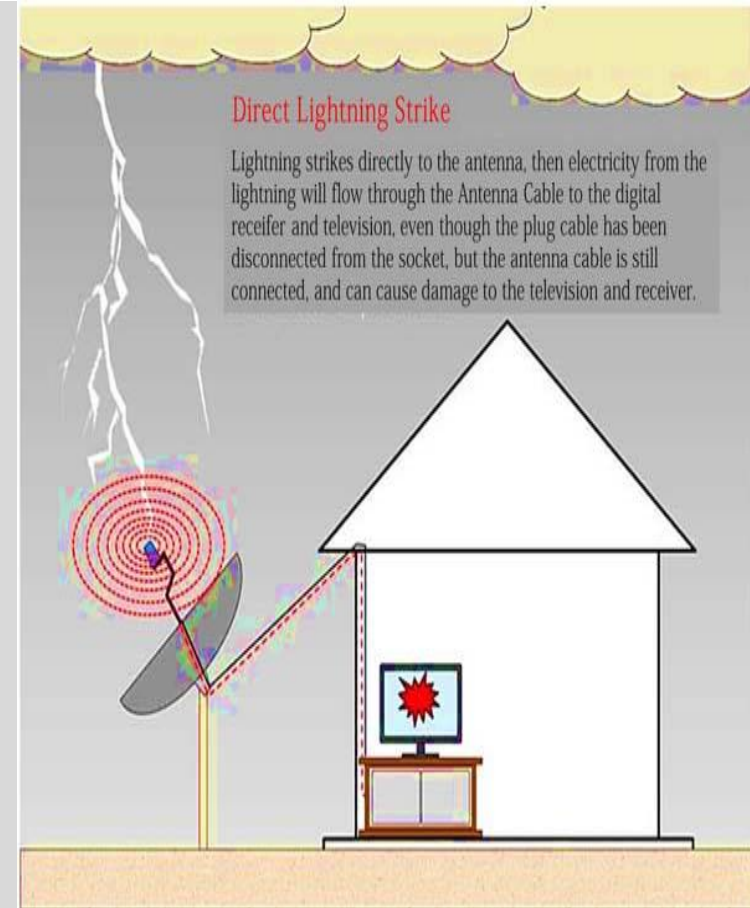 Direct Lightning Strike
Lightning strikes directly to the antenna, then electricity from the
lightning will flow through the Antenna Cable to the digital
receifer and television, even though the plug cable has been
disconnected from the socket, but the antenna cable is still
connected, and can cause damage to the television and receiver.